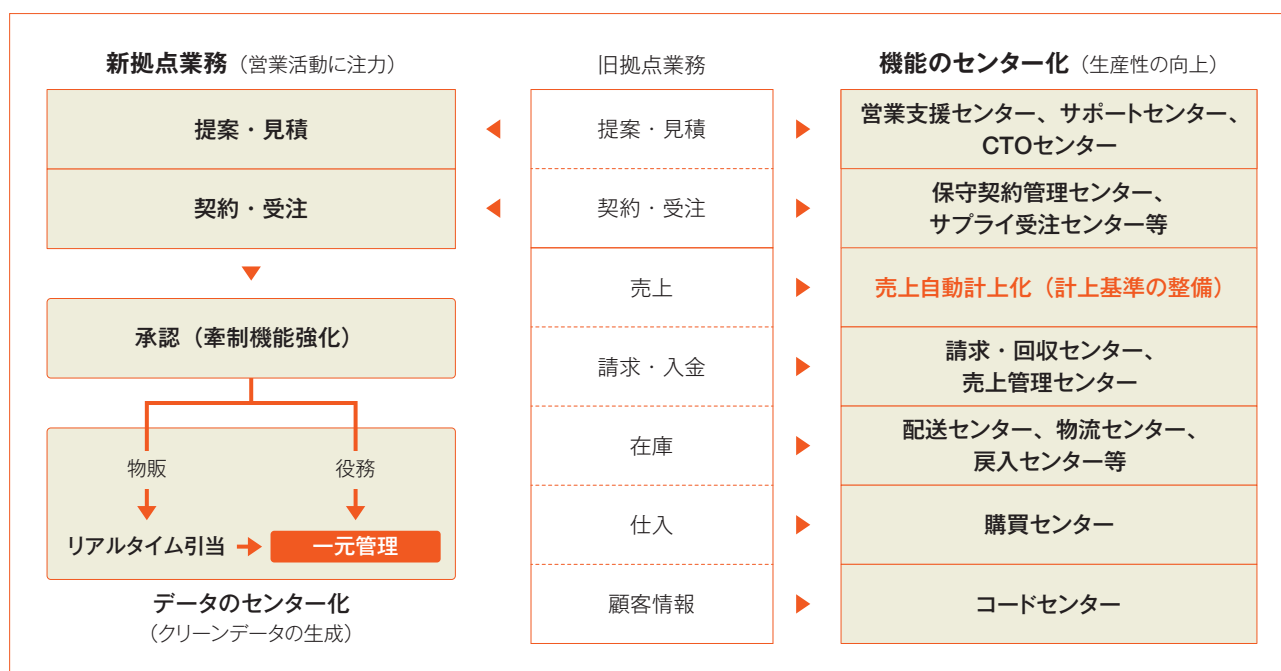 新拠点業務（営業活動に注力）
提案・見積
契約・受注
承認（牽制機能強化）
物販
役務
リアルタイム引当
一元管理
データのセンター化
（クリーンデータの生成）
旧拠点業務
提案・見積
契約・受注
売上
請求・入金
在庫
仕入
顧客情報
機能のセンター化（生産性の向上）
営業支援センター、サポートセンター、
CTOセンター
保守契約管理センター、
サプライ受注センター等
売上自動計上化（計上基準の整備）
請求・回収センター、
売上管理センター
配送センター、物流センター、
戻入センター等
購買センター
コードセンター